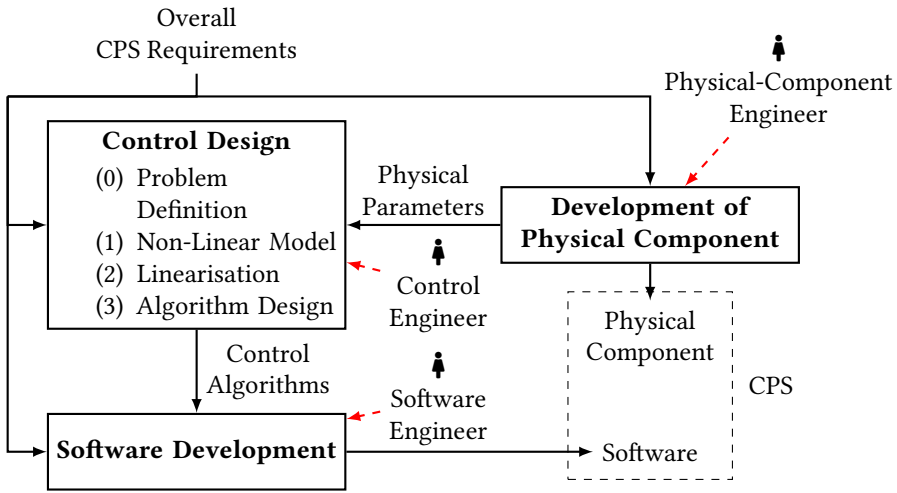 Overall
CPS Requirements
Physical-Component
Engineer
Control Design
(0) Problem
Definition
(1) Non-Linear Model
(2) Linearisation
(3) Algorithm Design
Physical
Parameters
Development of
Physical Component
Control
Engineer
Physical
Component
CPS
Control
Algorithms
Software
Engineer
Software Development
Software